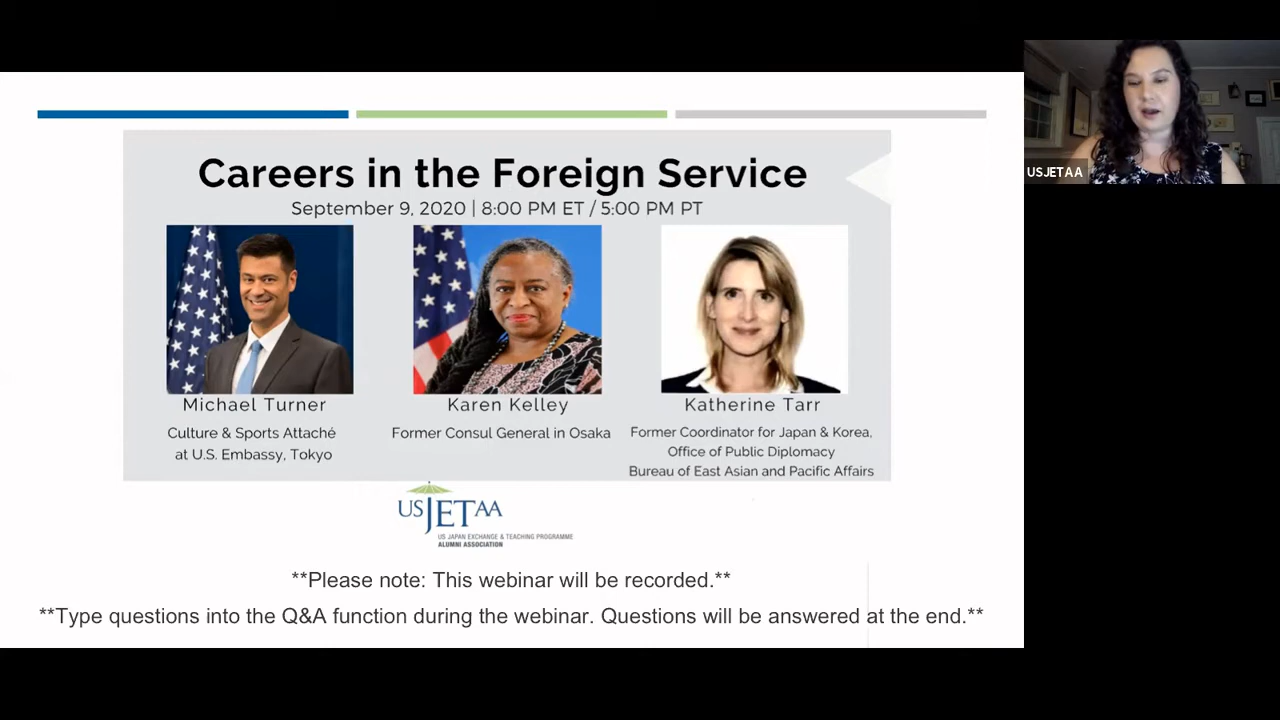 Careers in the Foreign Service
September 9, 2020 | 8:00 PM ET / 5:00 PM PT
Michael Turner
Culture & Sports Attaché
at U.S. Embassy, Tokyo
Karen Kelley
Former Consul General in Osaka
Katherine Tarr
Former Coordinator for Japan & Korea,
Office of Public Diplomacy
Bureau of East Asian and Pacific Affairs
US JET AA
US JAPAN EXCHANGE & TEACHING PROGRAMME
ALUMNI ASSOCIATION
**Please note: This webinar will be recorded.**
**Type questions into the Q&A function during the webinar. Questions will be answered at the end.**
USJETAA